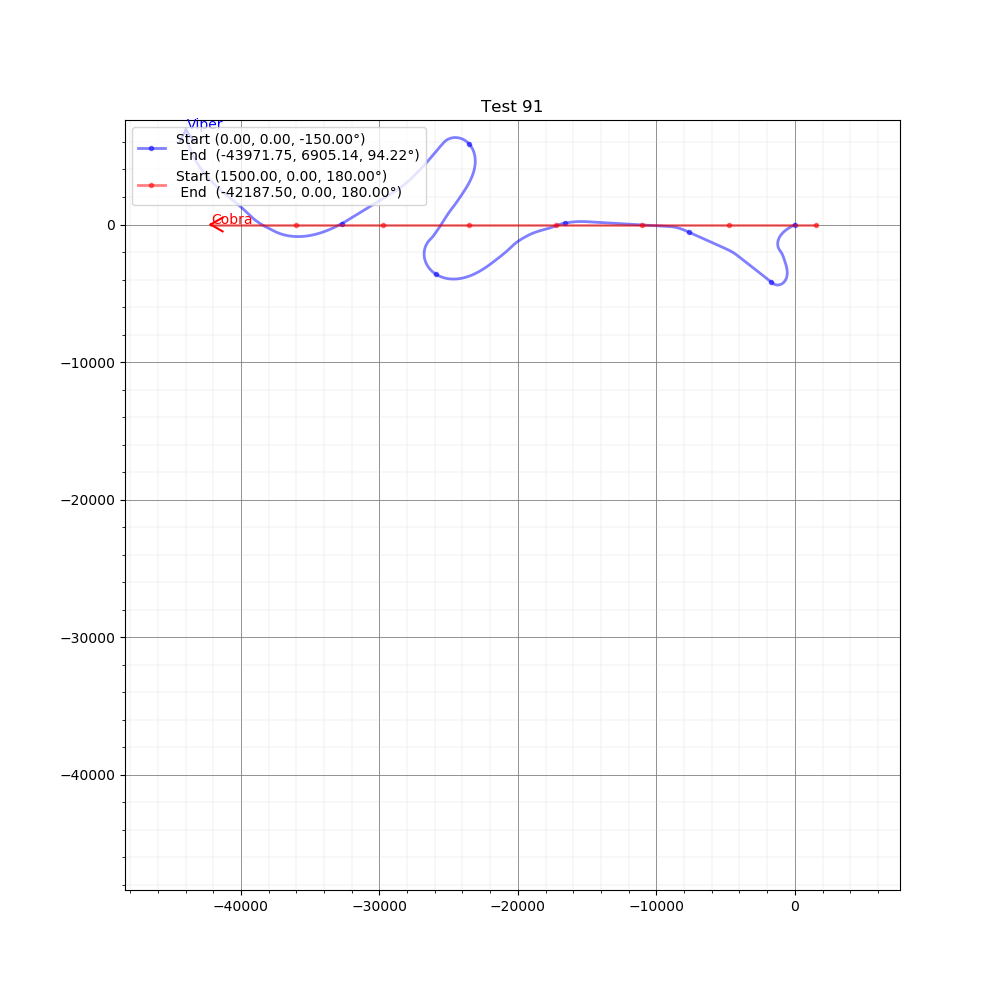 Test 91
Viper
Start (0.00, 0.00, -150.00°)
End (-43971.75, 6905.14, 94.22°)
Start (1500.00, 0.00, 180.00°)
End (-42187.50, 0.00, 180.00°)
Cobra
0
−10000
−20000
−30000
−40000
−40000 −30000 −20000 −10000 0